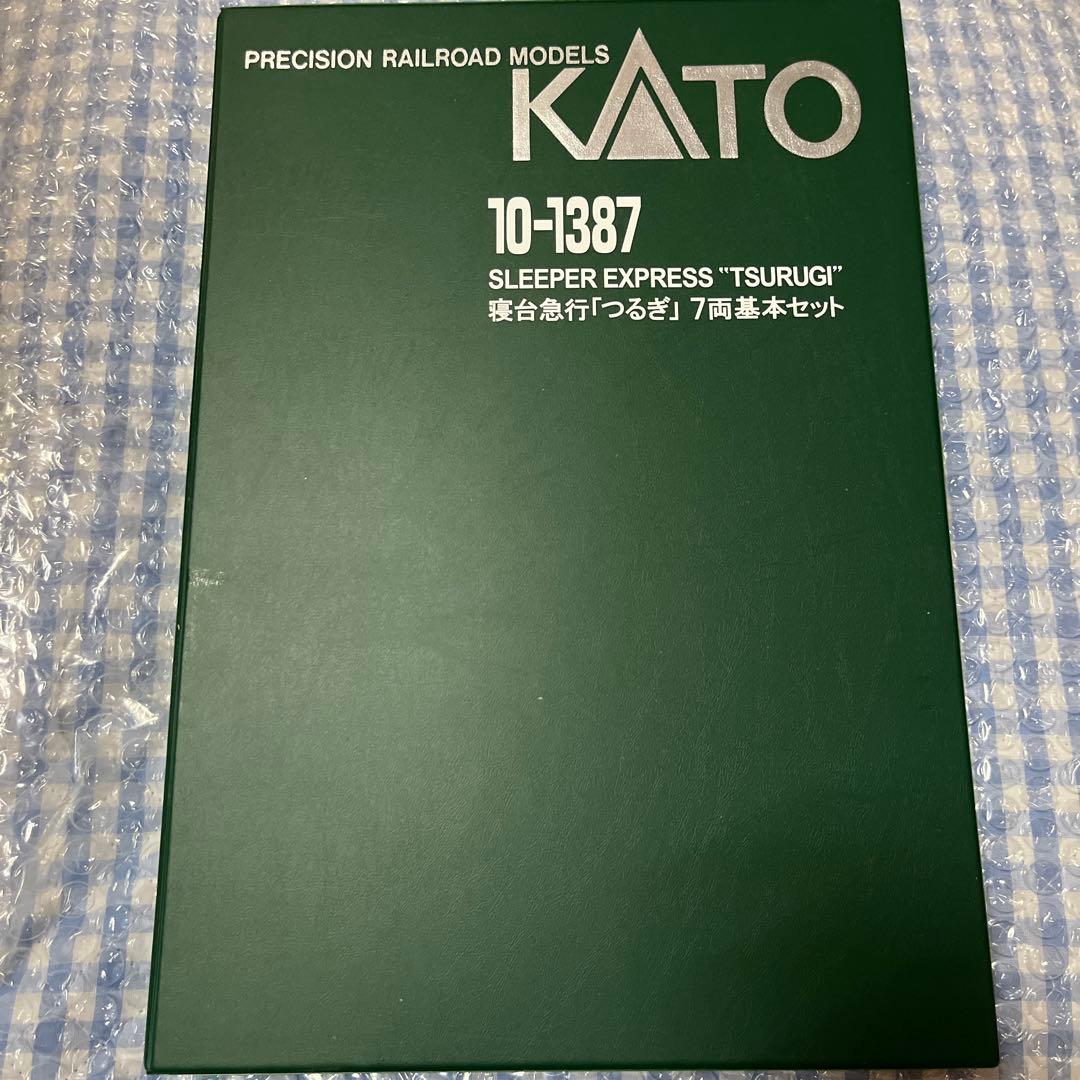 PRECISION RAILROAD MODELS
KATO
10-1387
SLEEPER EXPRESS "TSURUGI"
寝台急行「つるぎ」 7両基本セット